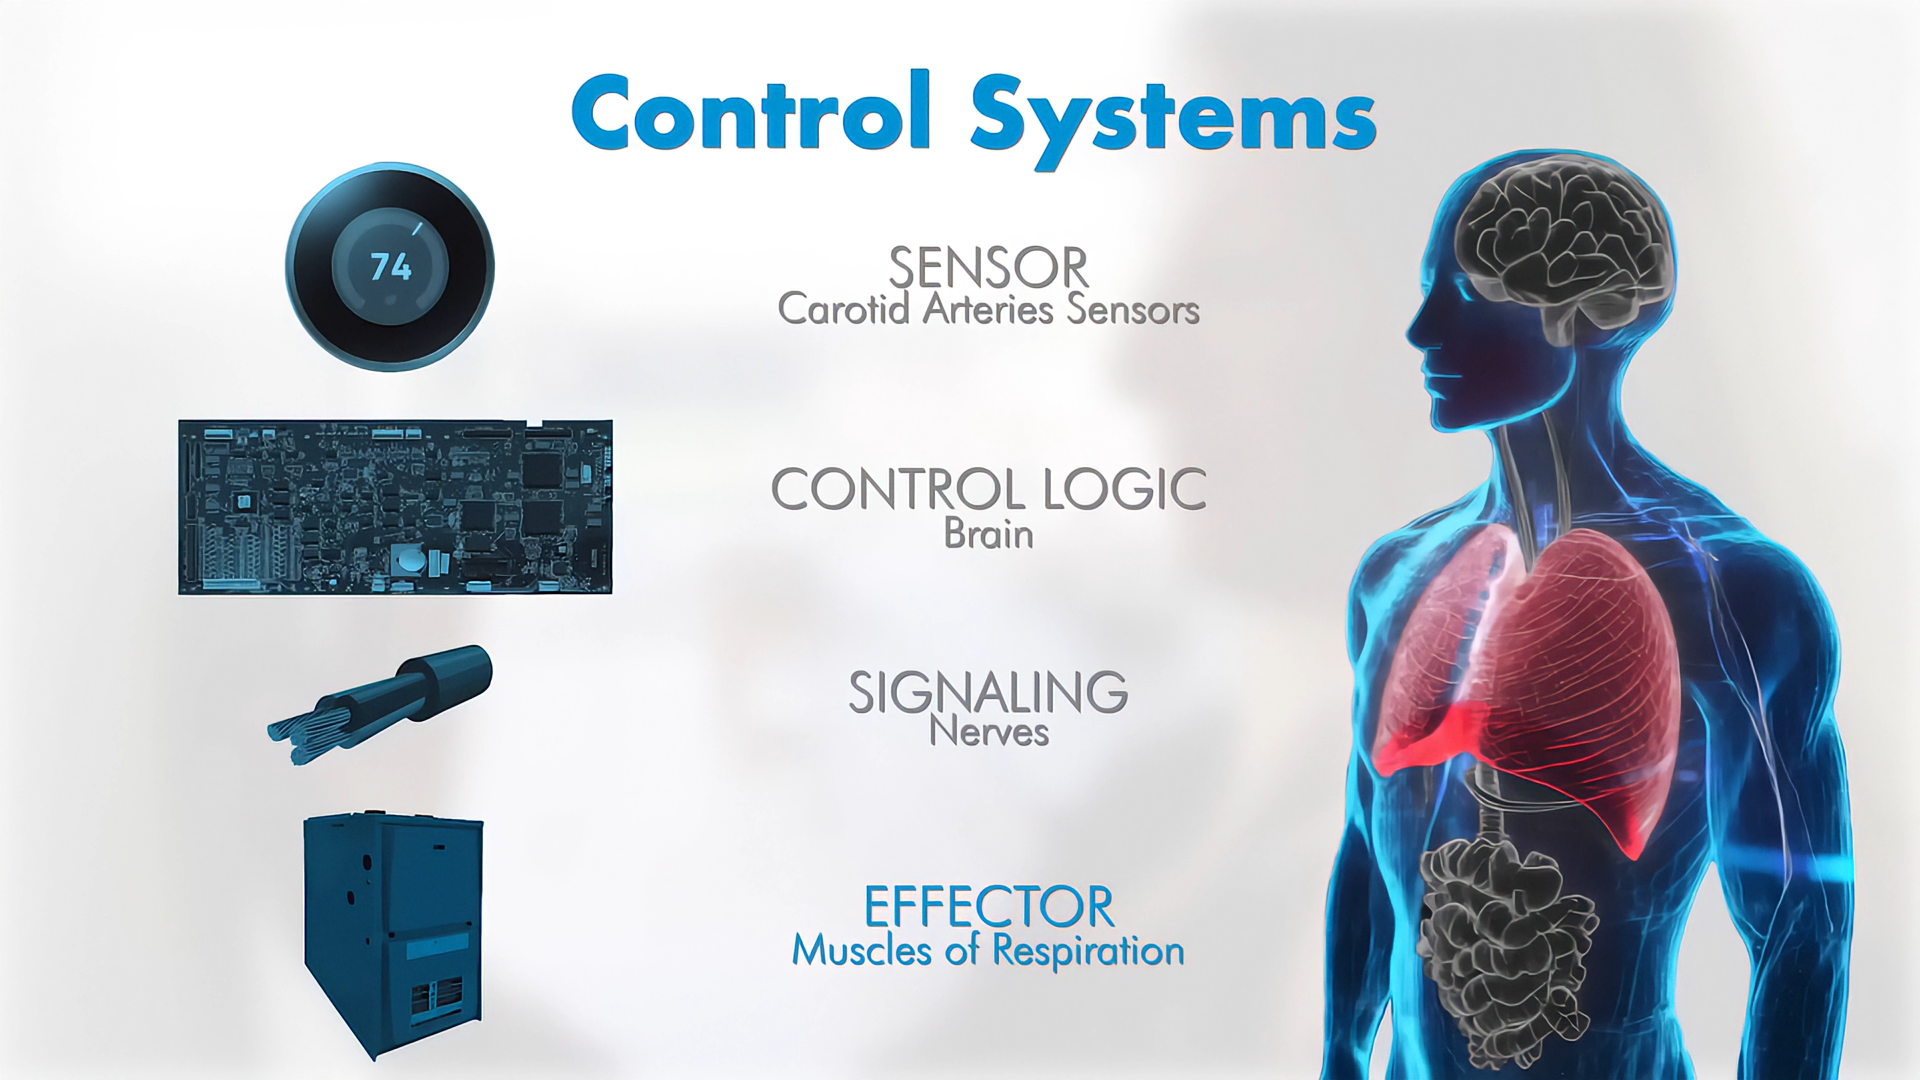 Control Systems
74
SENSOR
Carotid Arteries Sensors
CONTROL LOGIC
Brain
SIGNALING
Nerves
EFFECTOR
Muscles of Respiration